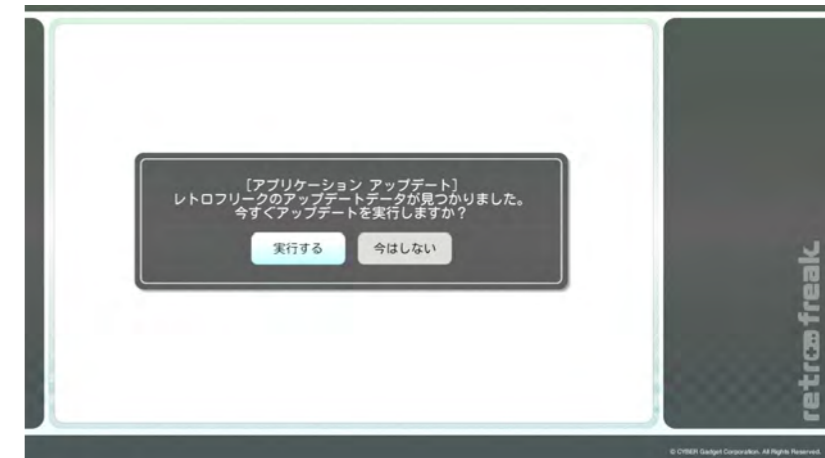 [アプリケーション アップデート]
レトロフリークのアップデートデータが見つかりました。
今すぐアップデートを実行しますか？
実行する
今はしない
retro freak.
© CYBER Gadget Corporation. All Rights Reserved.